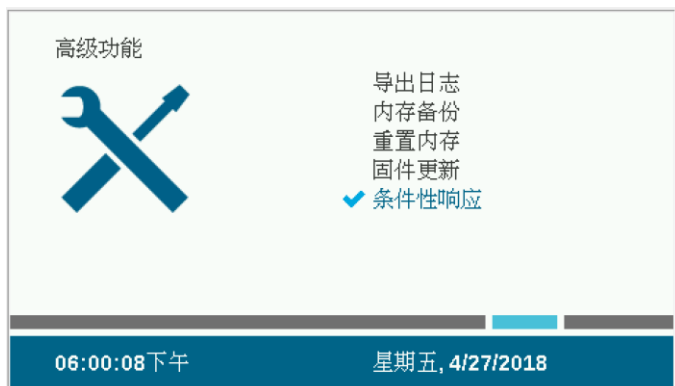 高级功能
导出日志
内存备份
重置内存
固件更新
条件性响应
06:00:08下午
星期五, 4/27/2018